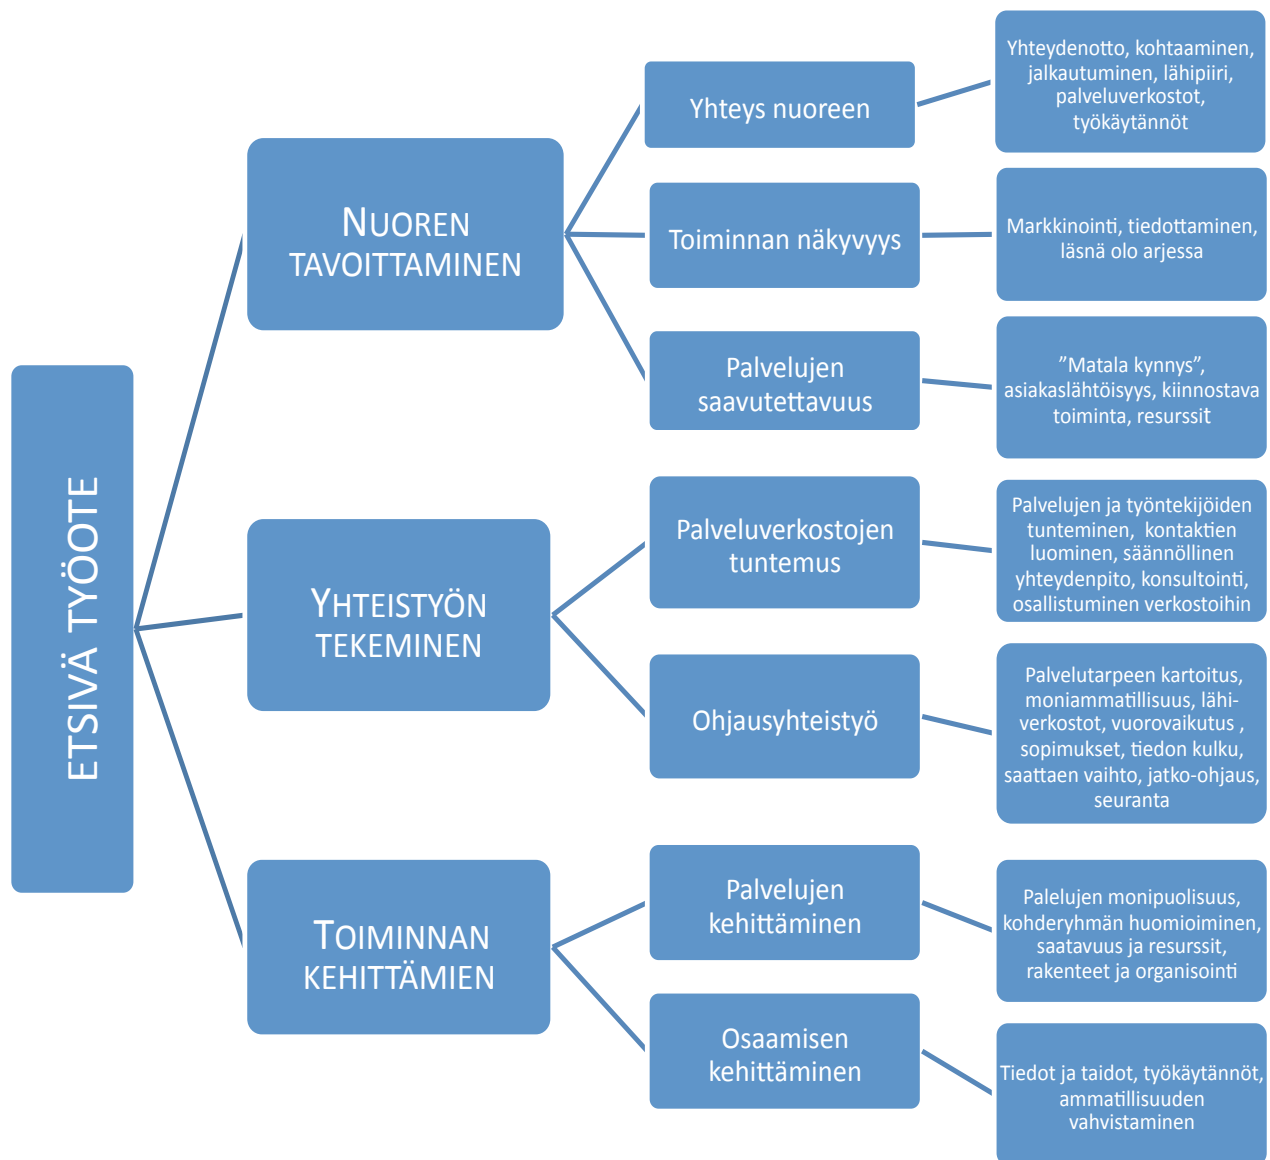 ETSIVÄ TYÖOTE
NUOREN
TAVOITTAMINEN
Yhteys nuoreen
Yhteydenotto, kohtaaminen,
jalkautuminen, lähipiiri,
palveluverkostot,
työkäytännöt
Toiminnan näkyvyys
Markkinointi, tiedottaminen,
läsnä olo arjessa
Palvelujen
saavutettavuus
”Matala kynnys”,
asiakaslähtöisyys, kiinnostava
toiminta, resurssit
YHTEISTYÖN
TEKEMINEN
Palveluverkostojen
tuntemus
Palvelujen ja työntekijöiden
tunteminen, kontaktien
luominen, säännöllinen
yhteydenpito, konsultointi,
osallistuminen verkostoihin
Ohjausyhteistyö
Palvelutarpeen kartoitus,
moniammatillisuus, lähi-
verkostot, vuorovaikutus ,
sopimukset, tiedon kulku,
saattaen vaihto, jatko-ohjaus,
seuranta
TOIMINNAN
KEHITTÄMIEN
Palvelujen
kehittäminen
Palelujen monipuolisuus,
kohderyhmän huomioiminen,
saatavuus ja resurssit,
rakenteet ja organisointi
Osaamisen
kehittäminen
Tiedot ja taidot, työkäytännöt,
ammatillisuuden
vahvistaminen